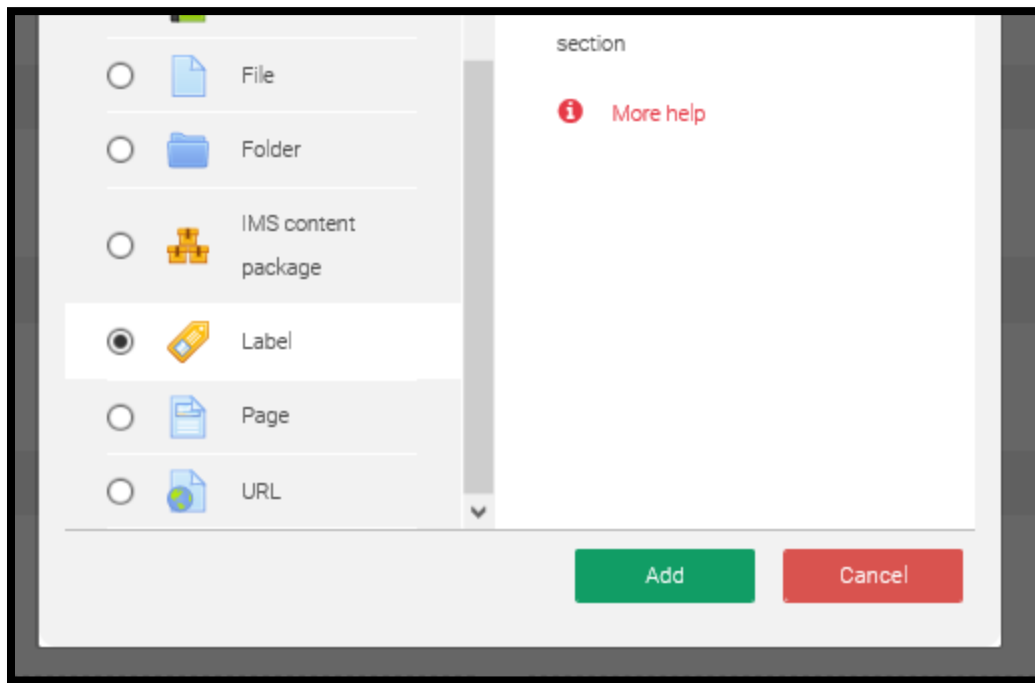 section
More help
File
Folder
IMS content
package
Label
Page
URL
Add
Cancel